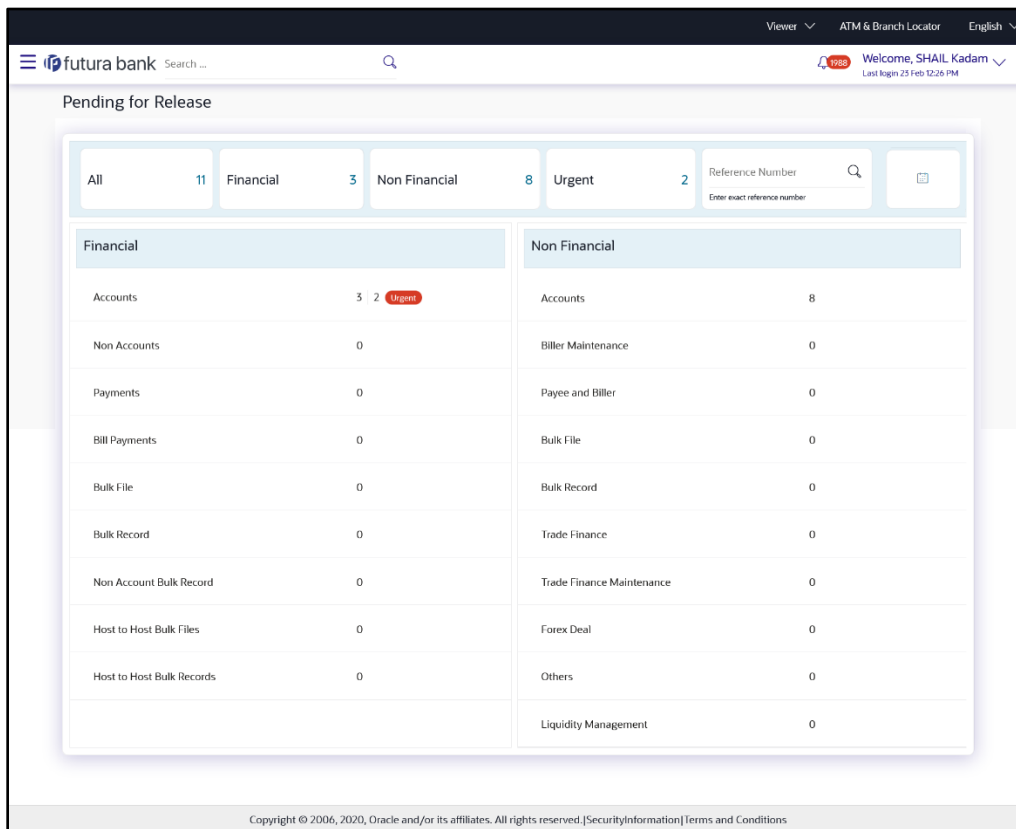 Viewer ATM & Branch Locator English
futura bank Search ... 1988 Welcome, SHAIL Kadam
Last login 23 Feb 12:26 PM
Pending for Release
All 11 Financial 3 Non Financial 8 Urgent 2 Reference Number
Enter exact reference number
Financial Non Financial
Accounts 3 2 Urgent Accounts 8
Non Accounts 0 Biller Maintenance 0
Payments 0 Payee and Biller 0
Bill Payments 0 Bulk File 0
Bulk File 0 Bulk Record 0
Bulk Record 0 Trade Finance 0
Non Account Bulk Record 0 Trade Finance Maintenance 0
Host to Host Bulk Files 0 Forex Deal 0
Host to Host Bulk Records 0 Others 0
Liquidity Management 0
Copyright © 2006, 2020, Oracle and/or its affiliates. All rights reserved.|SecurityInformation|Terms and Conditions